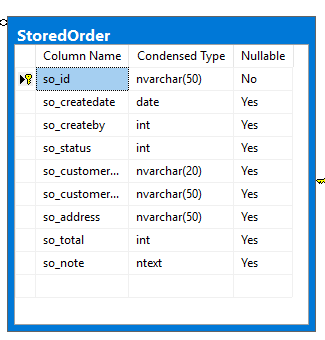 StoredOrder
Column Name Condensed Type Nullable
so_id nvarchar(50) No
so_createdate date Yes
so_createby int Yes
so_status int Yes
so_customer... nvarchar(20) Yes
so_customer... nvarchar(50) Yes
so_address nvarchar(50) Yes
so_total int Yes
so_note ntext Yes